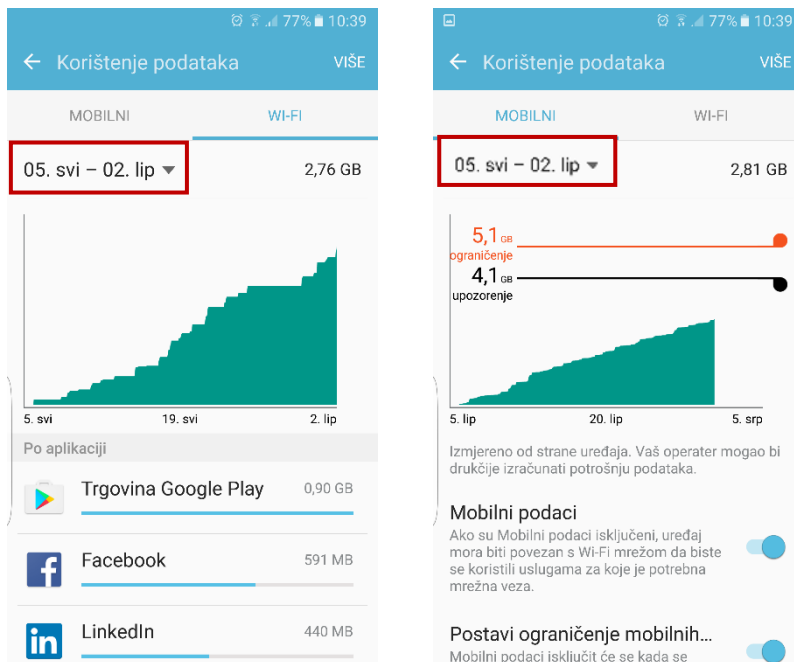 77% 10:39
Korištenje podataka VIŠE
MOBILNI WI-FI
05. svi – 02. lip 2,76 GB
5. svi 19. svi 2. lip
Po aplikaciji
Trgovina Google Play 0,90 GB
Facebook 591 MB
LinkedIn 440 MB
77% 10:39
Korištenje podataka VIŠE
MOBILNI WI-FI
05. svi – 02. lip 2,81 GB
5,1 GB
ograničenje
4,1 GB
upozorenje
5. lip 20. lip 5. srp
Izmjereno od strane uređaja. Vaš operater mogao bi
drukčije izračunati potrošnju podataka.
Mobilni podaci
Ako su Mobilni podaci isključeni, uređaj
mora biti povezan s Wi-Fi mrežom da biste
se koristili uslugama za koje je potrebna
mrežna veza.
Postavi ograničenje mobilnih...
Mobilni podaci isključit će se kada se